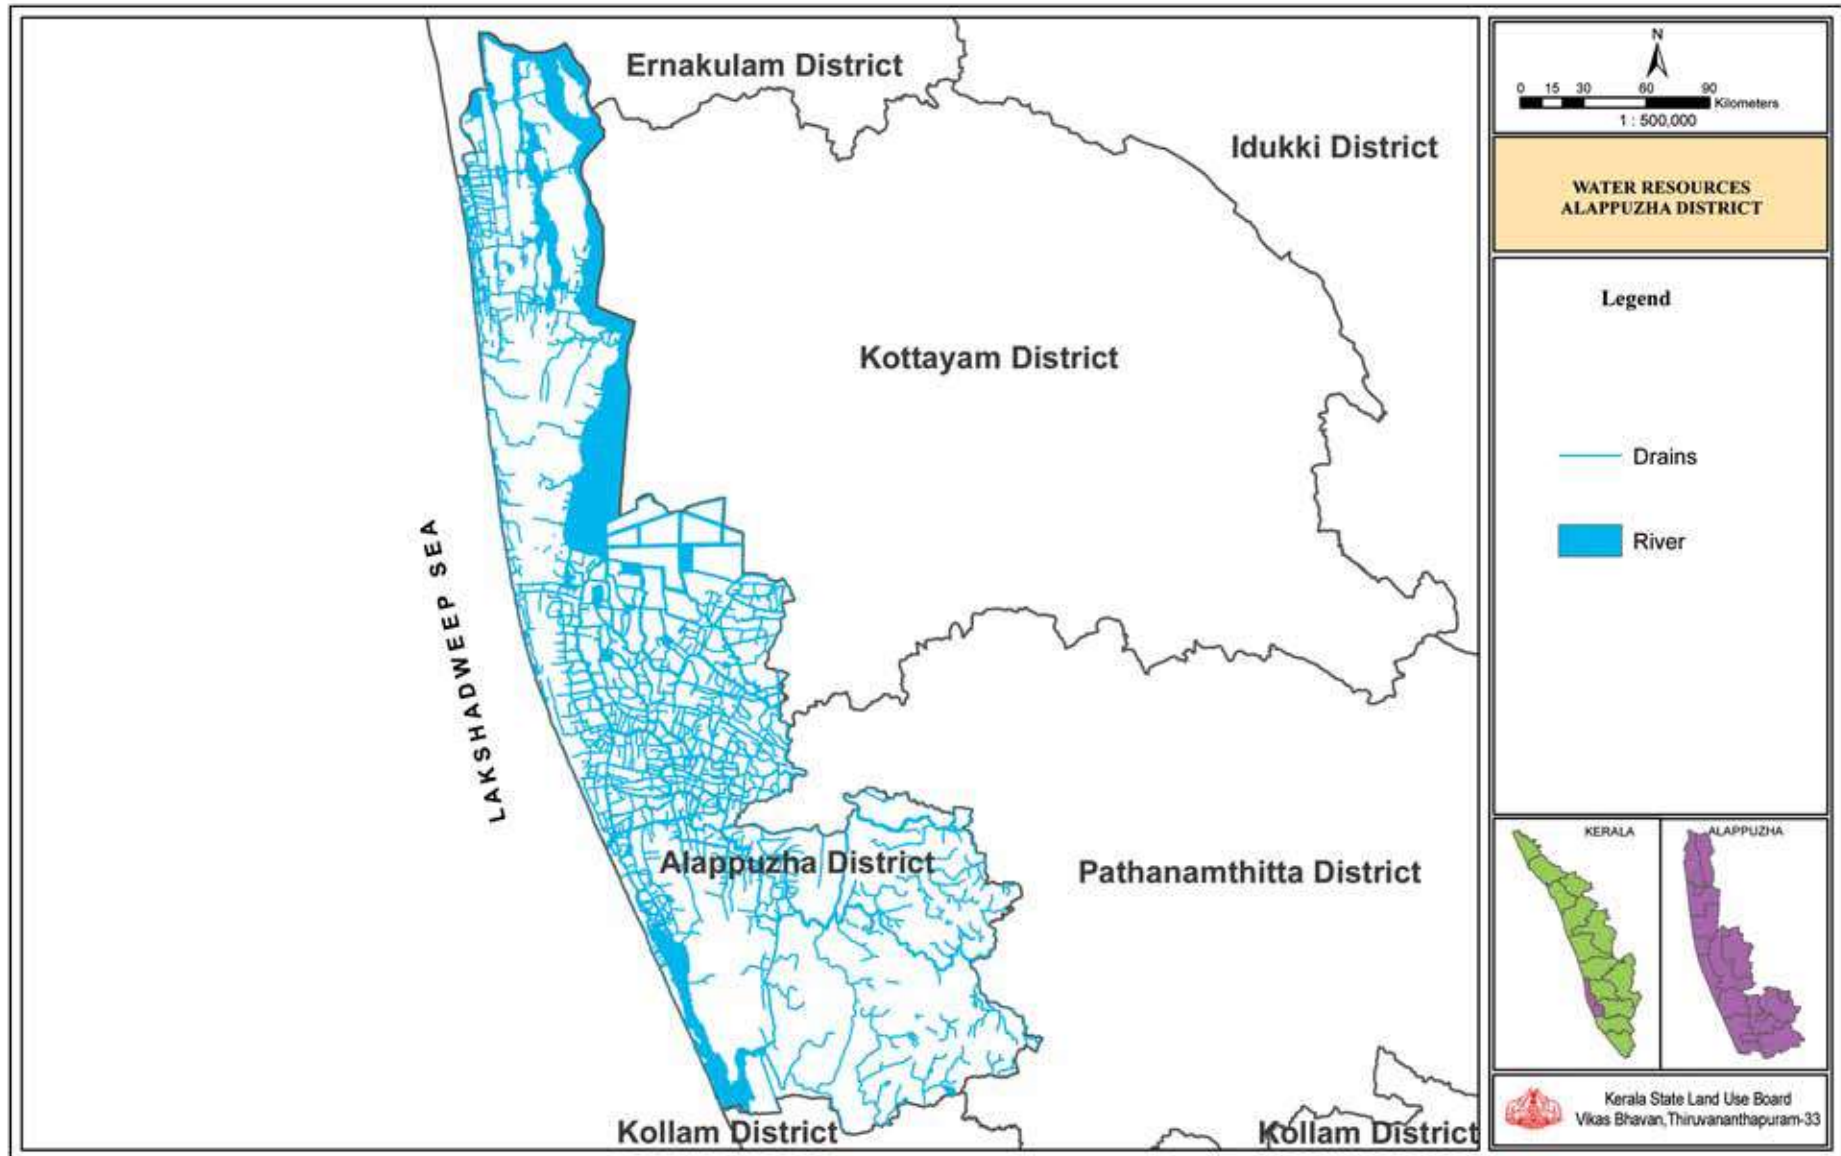 Ernakulam District
Idukki District
Kottayam District
LAKSHADWEEP SEA
Alappuzha District
Pathanamthitta District
Kollam District
Kollam District
N
0 15 30 60 90
Kilometers
1 : 500,000
WATER RESOURCES
ALAPPUZHA DISTRICT
Legend
Drains
River
KERALA
ALAPPUZHA
Kerala State Land Use Board
Vikas Bhavan,Thiruvananthapuram-33